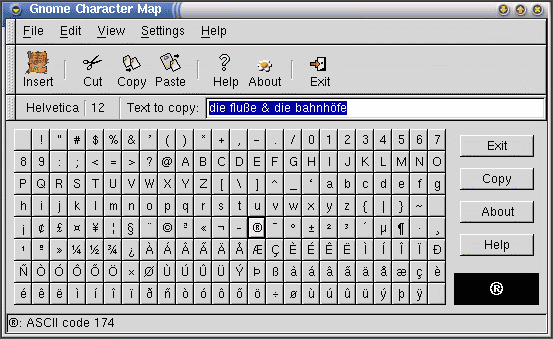 Gnome Character Map
File Edit View Settings Help
Insert Cut Copy Paste Help About Exit
Helvetica 12 Text to copy: die fluße & die bahnhöfe
! " # $ % & ' ( ) * + , - . / 0 1 2 3 4 5 6 7
8 9 : ; < = > ? @ A B C D E F G H I J K L M N O
P Q R S T U V W X Y Z [ \ ] ^ _ ` a b c d e f g
h i j k l m n o p q r s t u v w x y z { | } ~
¡ ¢ £ ¤ ¥ ¦ § ¨ © ª « ¬ - ® ¯ ° ± ² ³ ´ µ ¶ · ¸
¹ º » ¼ ½ ¾ ¿ À Á Â Ã Ä Å Æ Ç È É Ê Ë Ì Í Î Ï Ð
Ñ Ò Ó Ô Õ Ö × Ø Ù Ú Û Ü Ý Þ ß à á â ã ä å æ ç è
é ê ë ì í î ï ð ñ ò ó ô õ ö ÷ ø ù ú û ü ý þ ÿ
Exit
Copy
About
Help
®
®: ASCII code 174